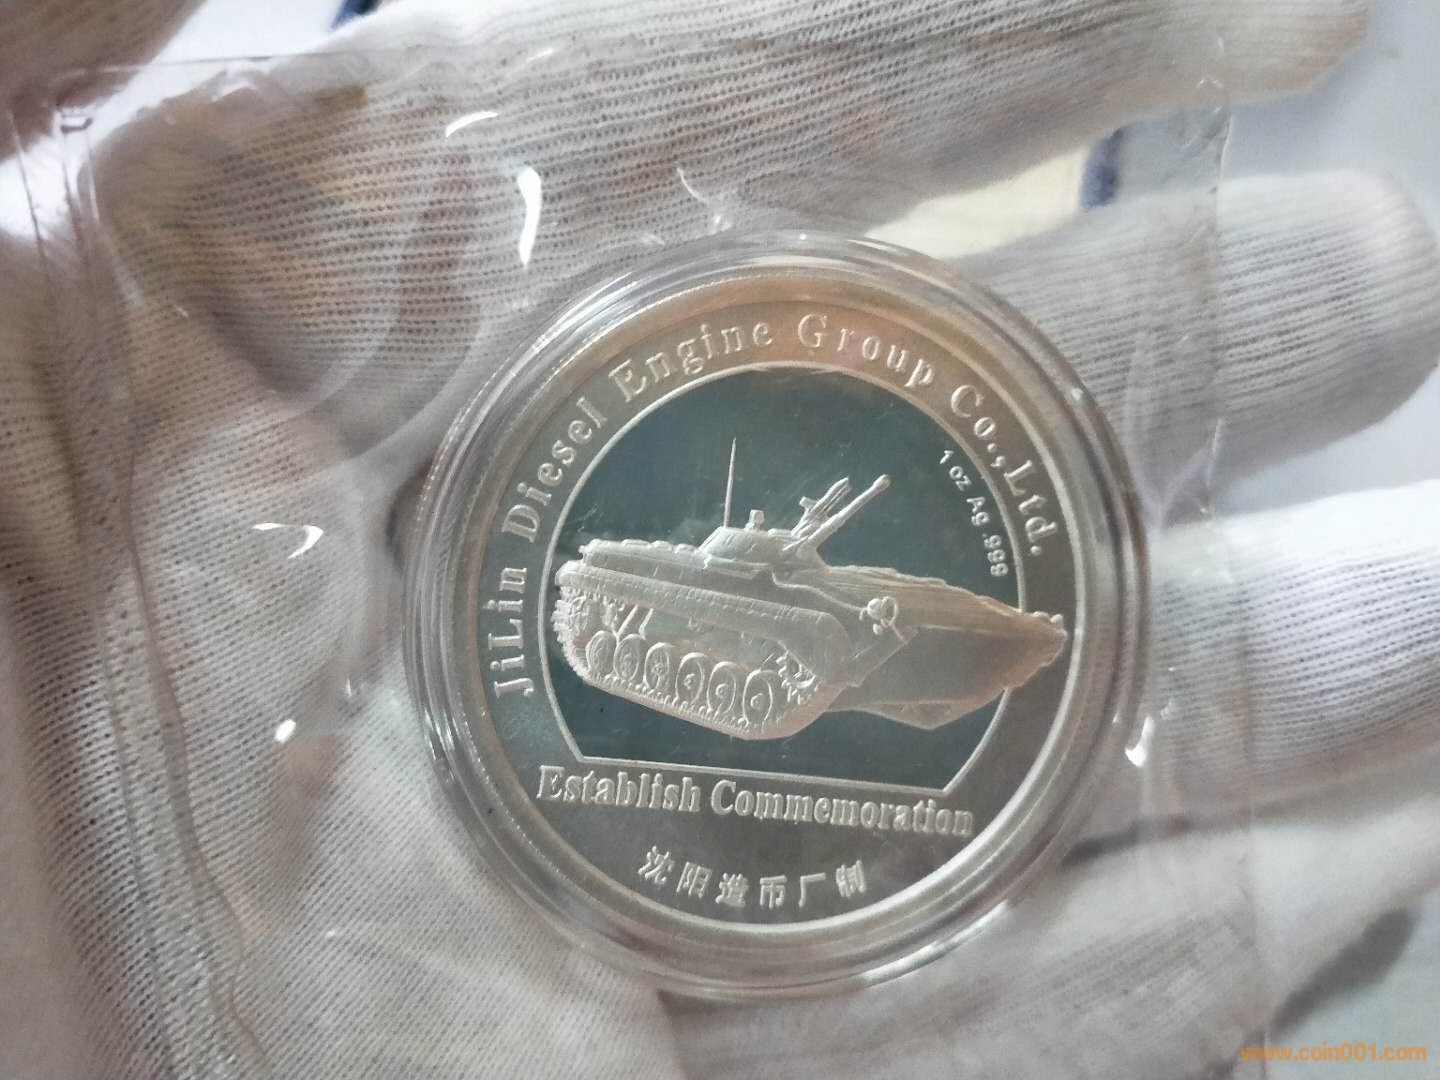 JiLin Diesel Engine Group Co.,Ltd.
1 oz Ag .999
Establish Commemoration
沈阳造币厂制
www.coin001.com